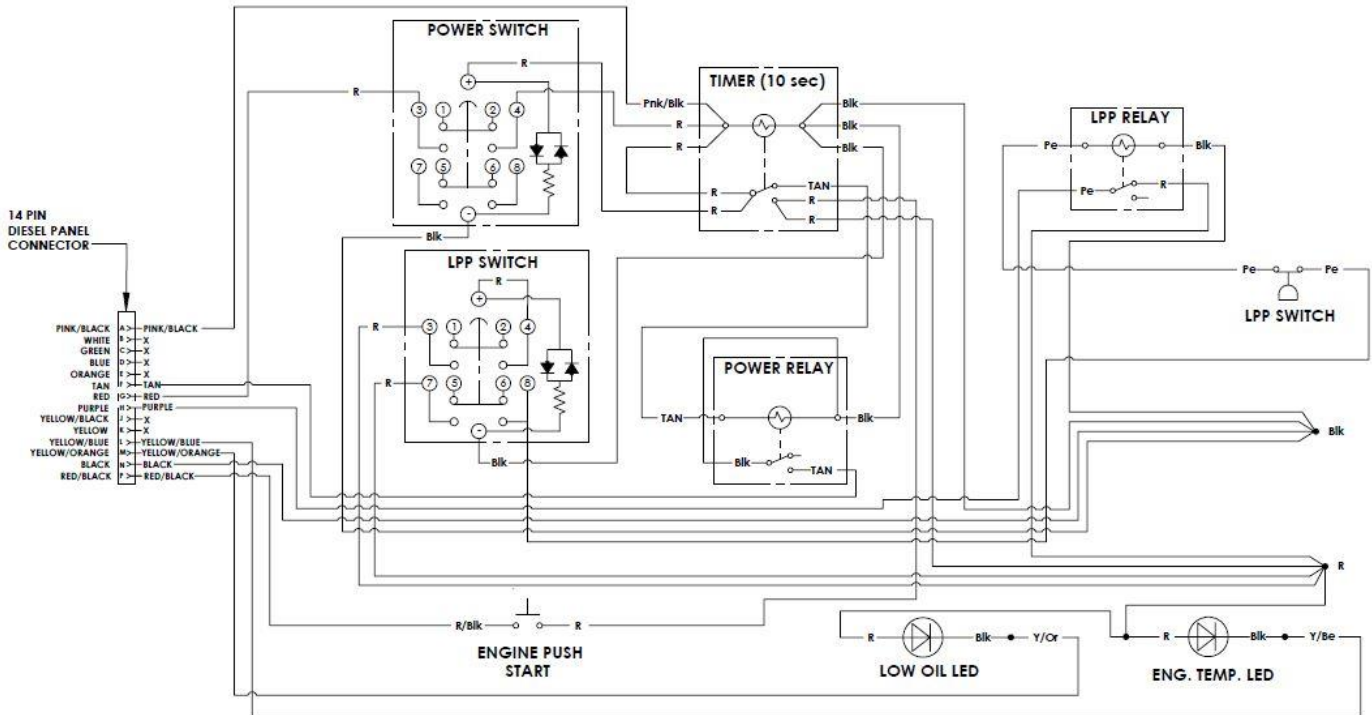 POWER SWITCH
R
R
3 1 2 4
7 5 6 8
+
-
Blk
TIMER (10 sec)
Pnk/Blk
R
R
Blk
Blk
Blk
R
R
TAN
R
R
LPP RELAY
Pe
Blk
Pe
R
Pe
Pe
LPP SWITCH
LPP SWITCH
R
+
R
3 1 2 4
R
7 5 6 8
-
Blk
POWER RELAY
TAN
Blk
Blk
TAN
14 PIN
DIESEL PANEL
CONNECTOR
PINK/BLACK A PINK/BLACK
WHITE B X
GREEN C X
BLUE D X
ORANGE E X
TAN F TAN
RED G RED
PURPLE H PURPLE
YELLOW/BLACK J X
YELLOW K X
YELLOW/BLUE L YELLOW/BLUE
YELLOW/ORANGE M YELLOW/ORANGE
BLACK N BLACK
RED/BLACK P RED/BLACK
Blk
R
R/Blk
R
ENGINE PUSH
START
R
Blk
Y/Or
LOW OIL LED
R
Blk
Y/Be
ENG. TEMP. LED